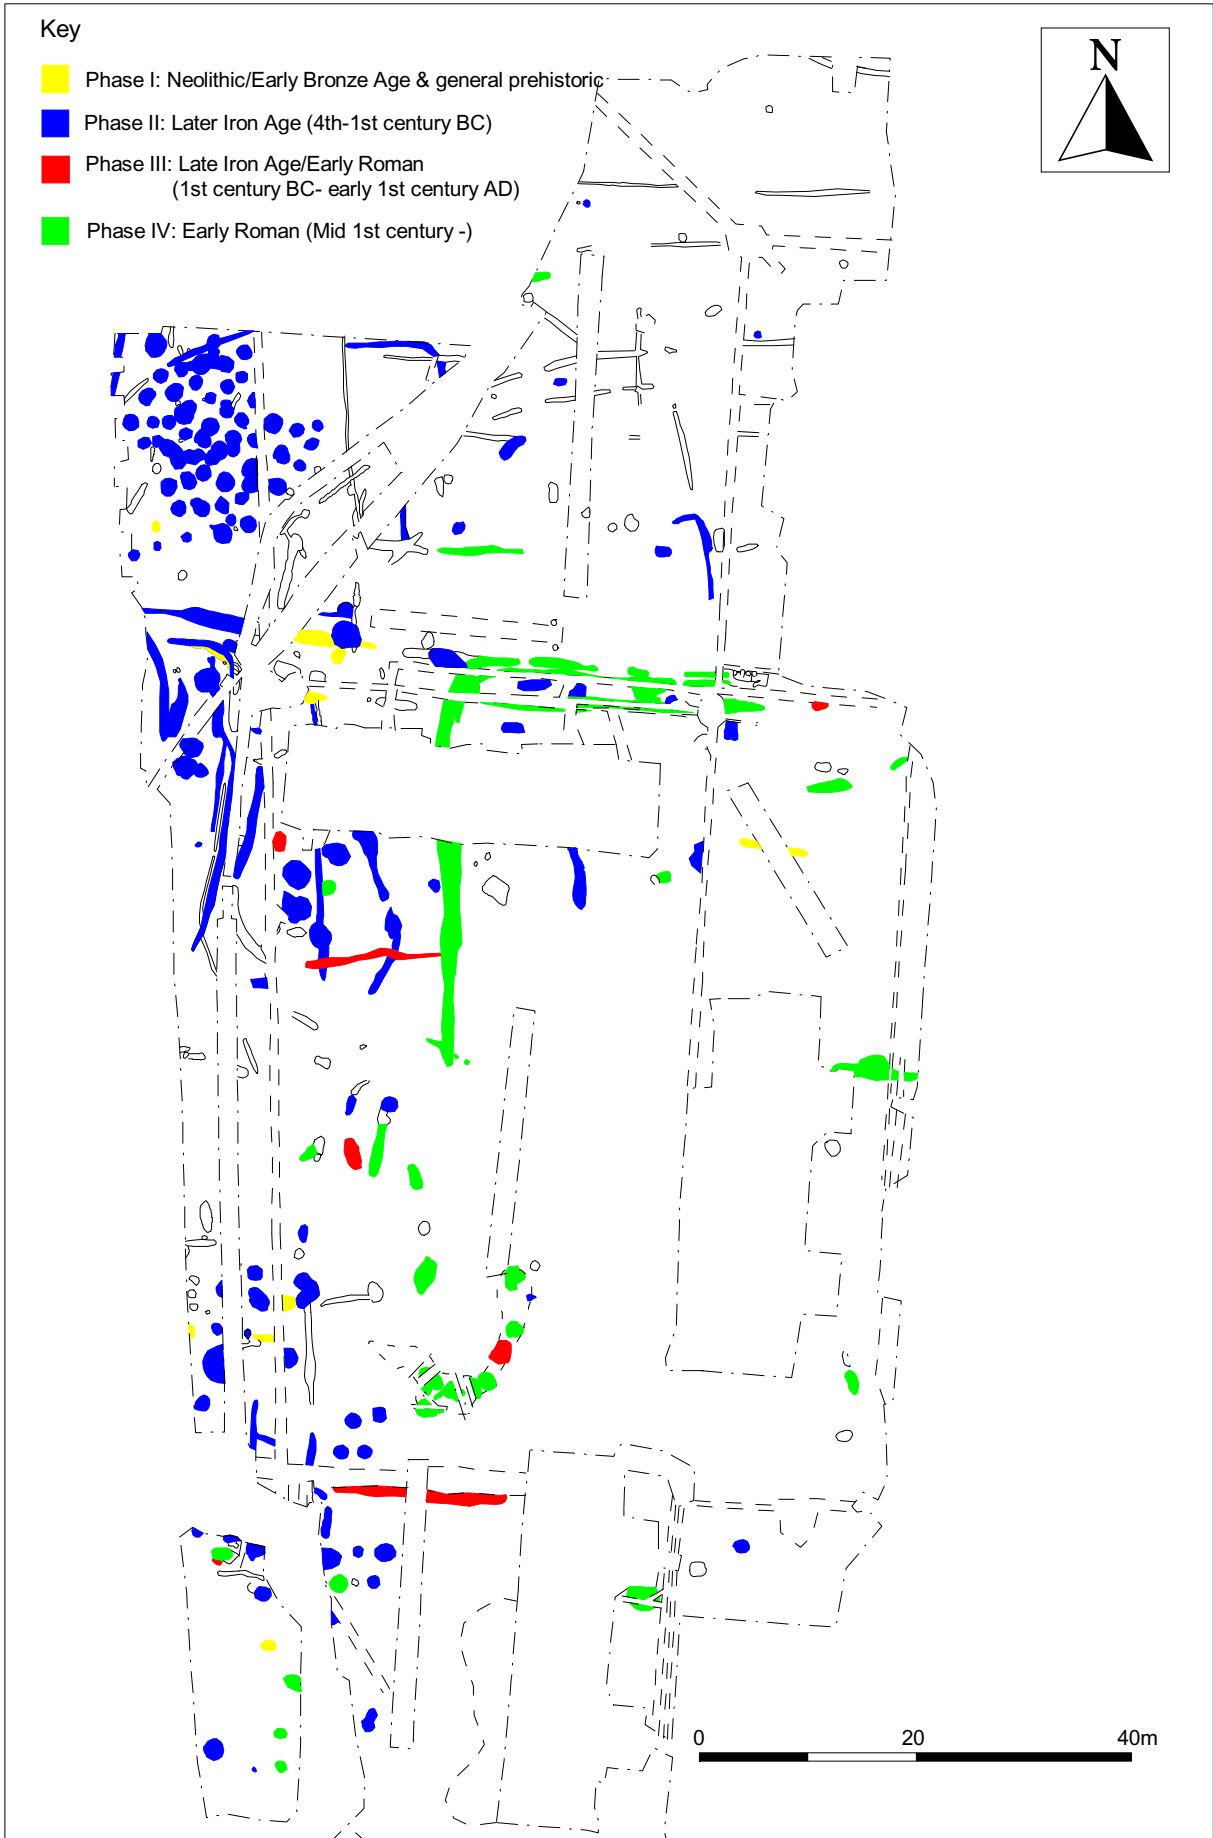 Key
Phase I: Neolithic/Early Bronze Age & general prehistoric
Phase II: Later Iron Age (4th-1st century BC)
Phase III: Late Iron Age/Early Roman
(1st century BC- early 1st century AD)
Phase IV: Early Roman (Mid 1st century -)
N
0 20 40m